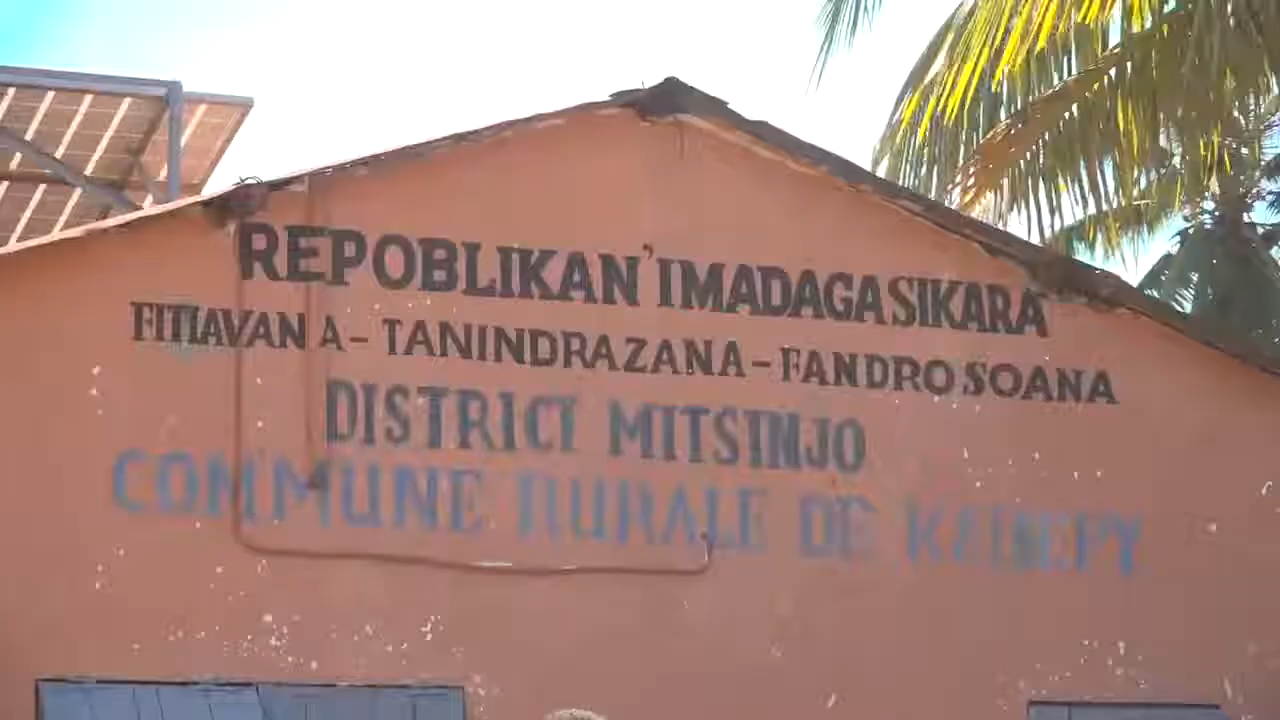 REPOBLIKAN'IMADAGASIKARA
FITIAVANA - TANINDRAZANA - FANDROSOANA
DISTRICT MITSINJO
COMMUNE RURALE DE